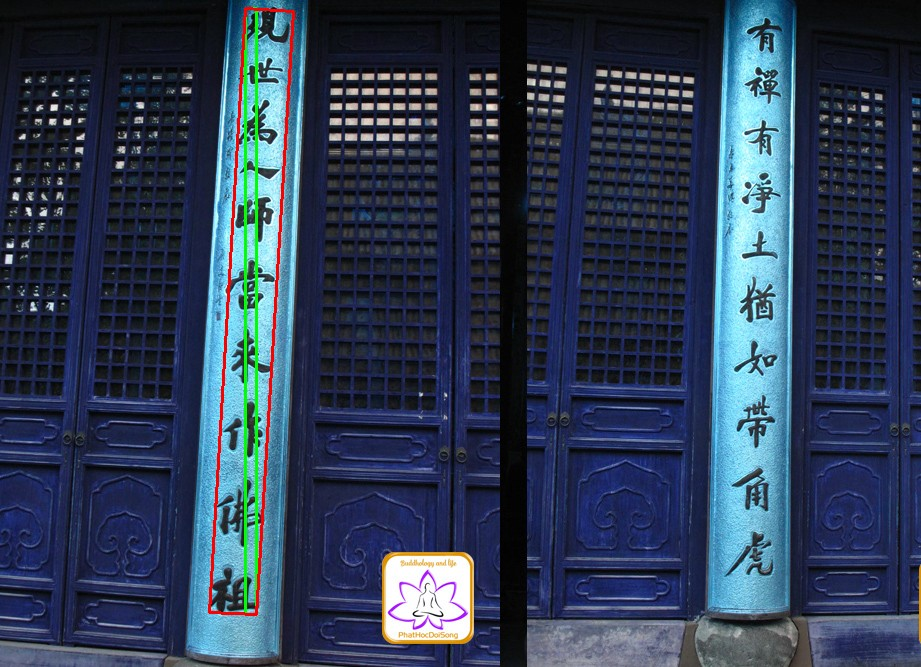 有禪有淨土猶如帶角虎
現世為人師當來作佛祖
Buddhology and life
PhatHocDoiSong